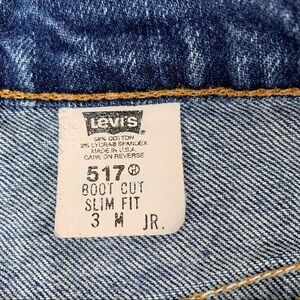 Levi's ®
98% COTTON
2% LYCRA® SPANDEX
MADE IN U.S.A.
CARE ON REVERSE
517®
BOOT CUT
SLIM FIT
3 M JR.